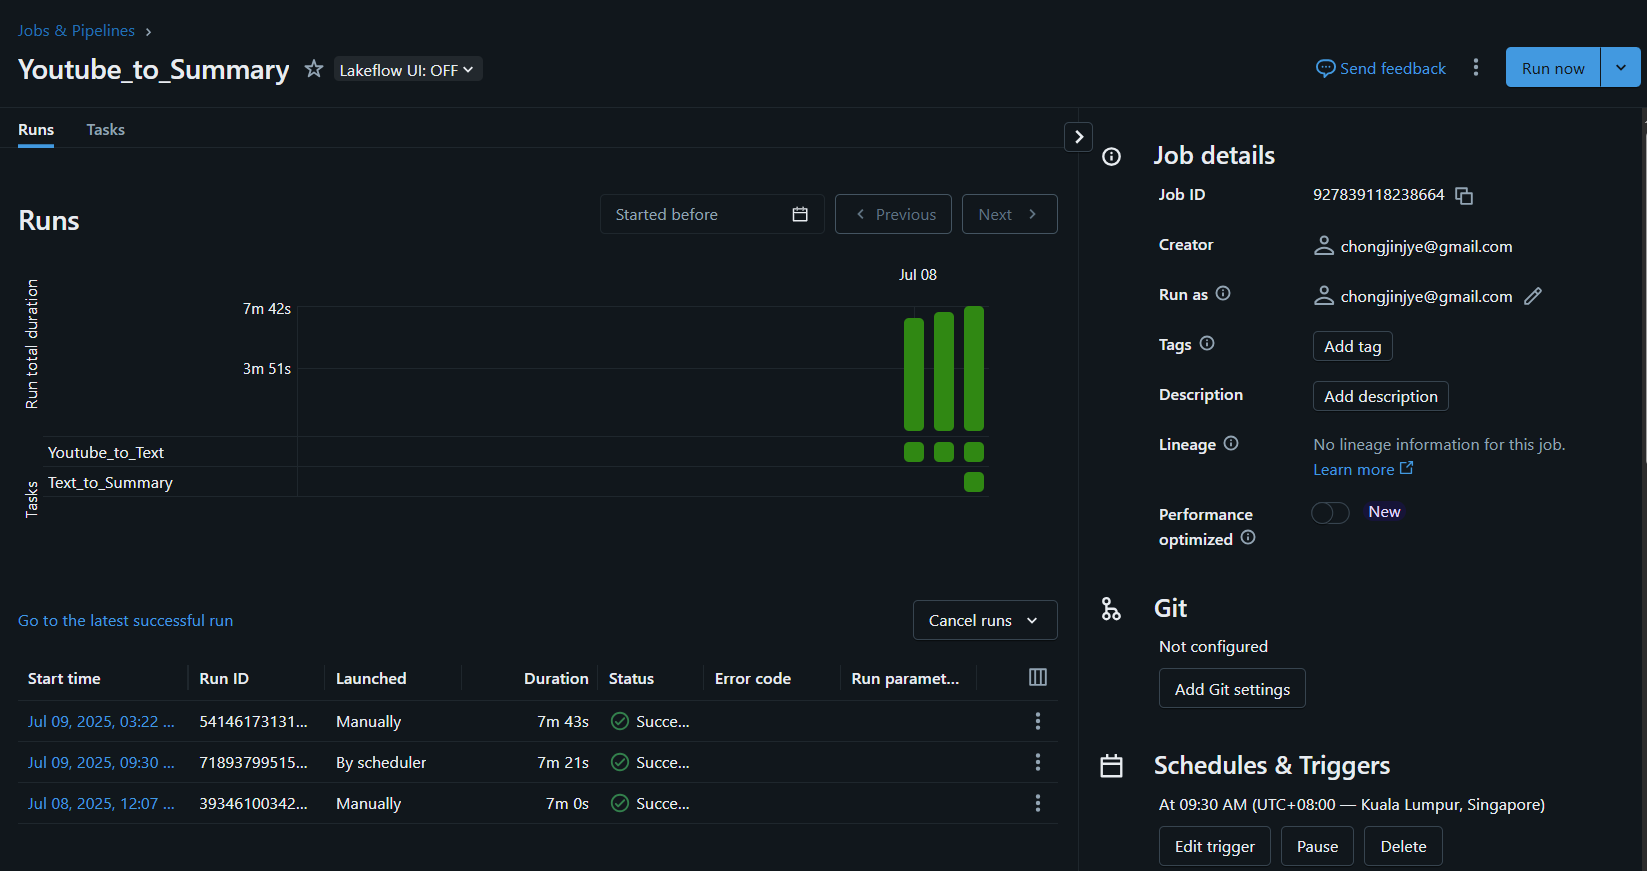 Jobs & Pipelines
Youtube_to_Summary
Lakeflow UI: OFF
Send feedback
Run now
Runs
Tasks
Runs
Started before
Previous
Next
Jul 08
Run total duration
7m 42s
3m 51s
Tasks
Youtube_to_Text
Text_to_Summary
Go to the latest successful run
Cancel runs
Start time Run ID Launched Duration Status Error code Run paramet...
Jul 09, 2025, 03:22 ... 54146173131... Manually 7m 43s Succe...
Jul 09, 2025, 09:30 ... 71893799515... By scheduler 7m 21s Succe...
Jul 08, 2025, 12:07 ... 39346100342... Manually 7m 0s Succe...
Job details
Job ID 927839118238664
Creator chongjinjye@gmail.com
Run as chongjinjye@gmail.com
Tags Add tag
Description Add description
Lineage No lineage information for this job.
Learn more
Performance
optimized
New
Git
Not configured
Add Git settings
Schedules & Triggers
At 09:30 AM (UTC+08:00 — Kuala Lumpur, Singapore)
Edit trigger Pause Delete